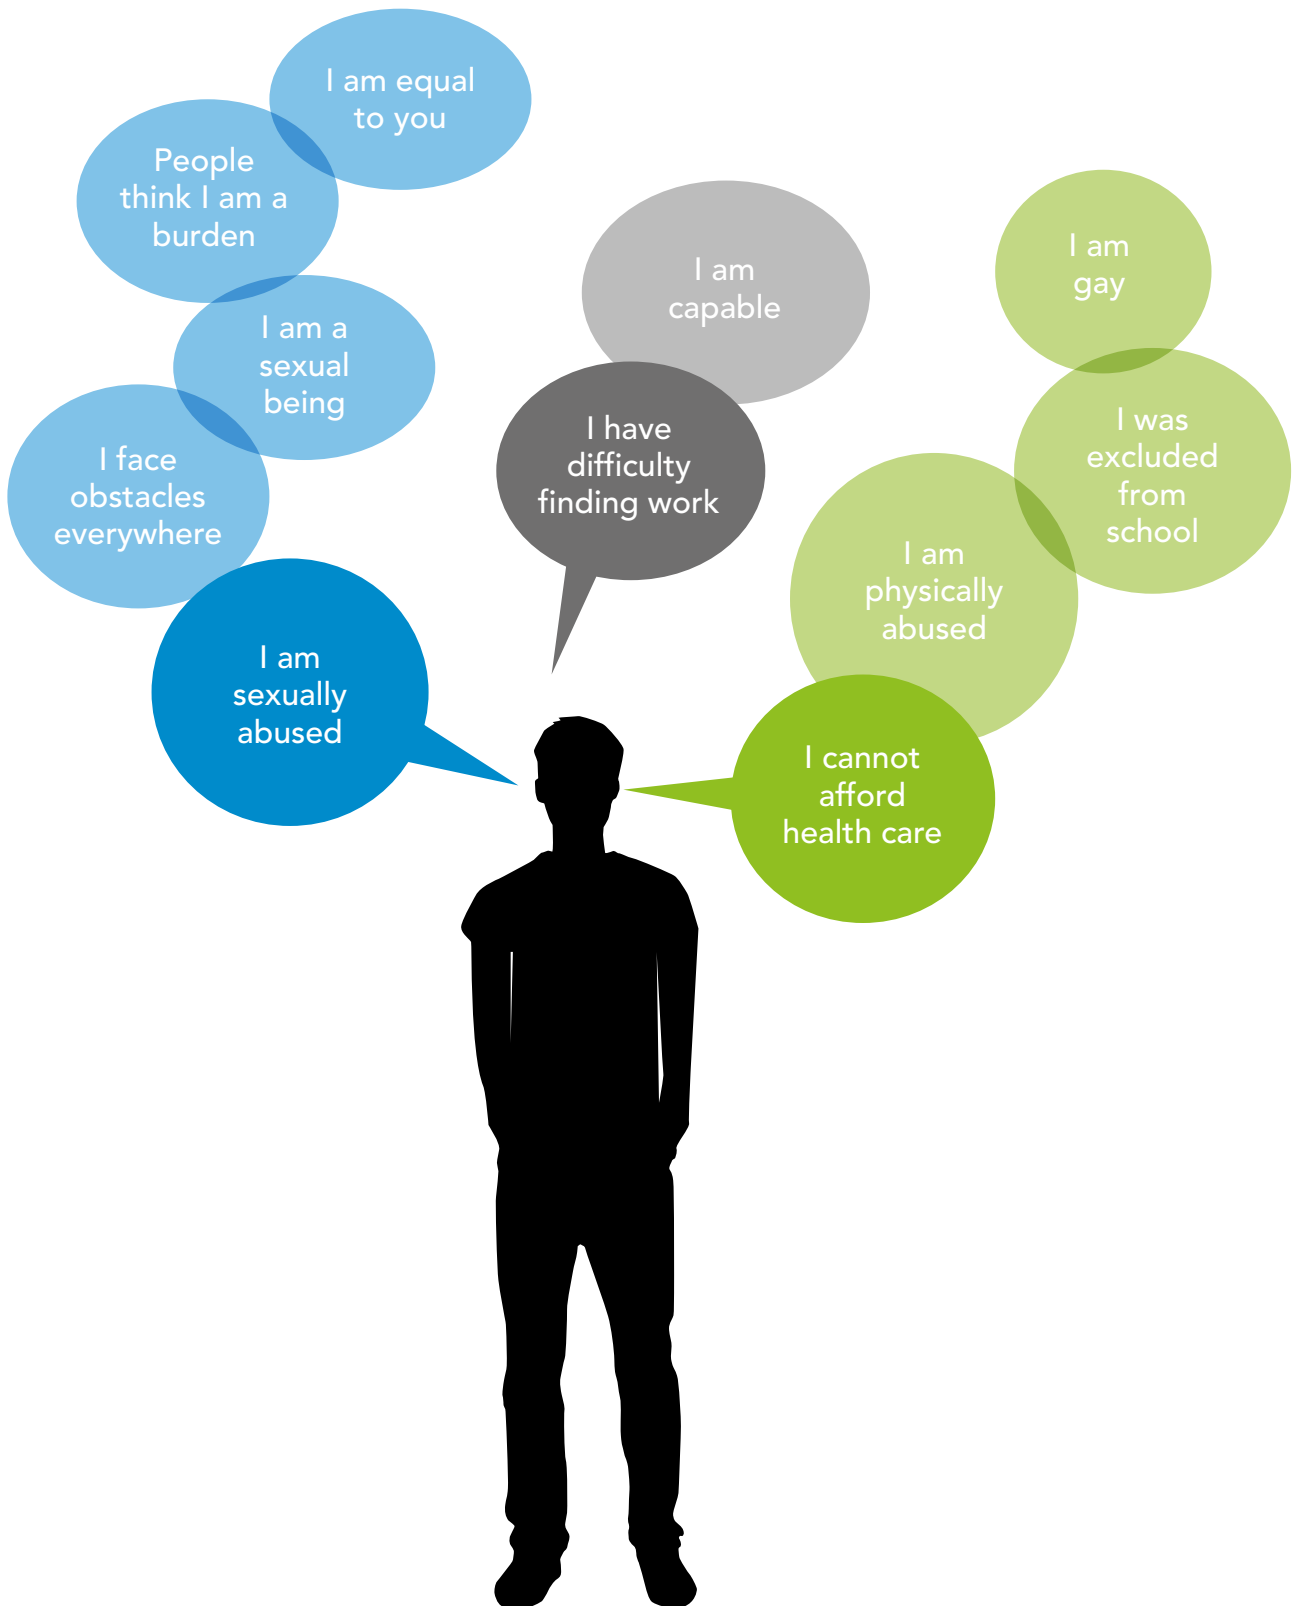 I am equal
to you
People
think I am a
burden
I am a
sexual
being
I face
obstacles
everywhere
I am
sexually
abused
I am
capable
I have
difficulty
finding work
I am
gay
I was
excluded
from
school
I am
physically
abused
I cannot
afford
health care